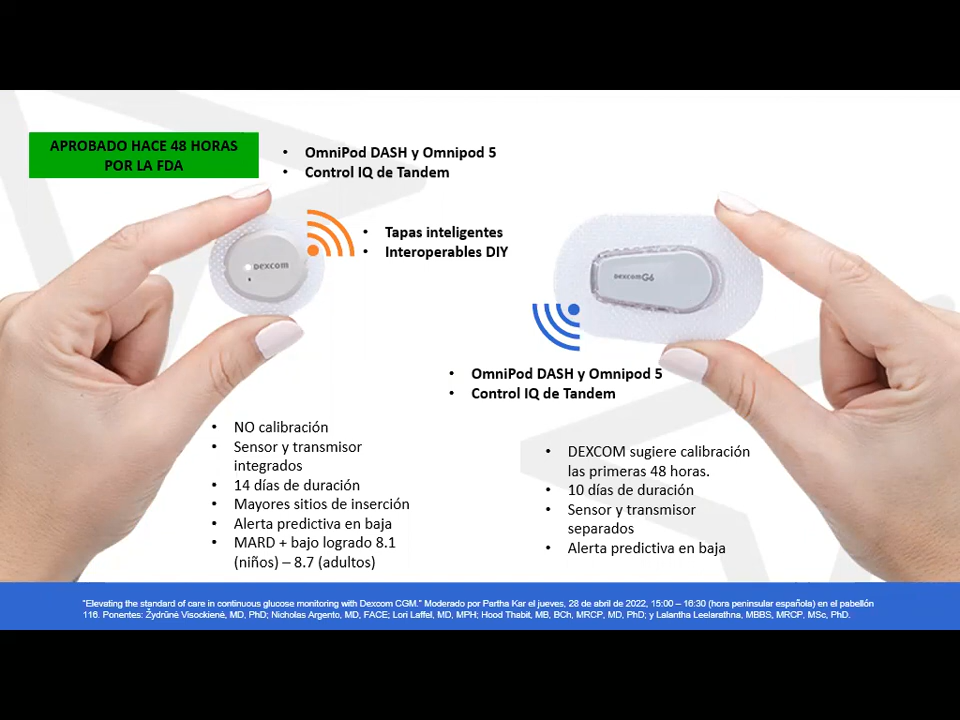 APROBADO HACE 48 HORAS
POR LA FDA
• OmniPod DASH y Omnipod 5
• Control IQ de Tandem
• Tapas inteligentes
• Interoperables DIY
Dexcom
DexcomG6
• OmniPod DASH y Omnipod 5
• Control IQ de Tandem
• NO calibración
• Sensor y transmisor
integrados
• 14 días de duración
• Mayores sitios de inserción
• Alerta predictiva en baja
• MARD + bajo logrado 8.1
(niños) – 8.7 (adultos)
• DEXCOM sugiere calibración
las primeras 48 horas.
• 10 días de duración
• Sensor y transmisor
separados
• Alerta predictiva en baja
"Elevating the standard of care in continuous glucose monitoring with Dexcom CGM." Moderado por Partha Kar el jueves, 28 de abril de 2022, 15:00 – 16:30 (hora peninsular española) en el pabellón
116. Ponentes: Žydrūné Visockiené, MD, PhD; Nicholas Argento, MD, FACE; Lori Laffel, MD, MPH; Hood Thabit, MB, BCh, MRCP, MD, PhD; y Lalantha Leelarathna, MBBS, MRCP, MSc, PhD.